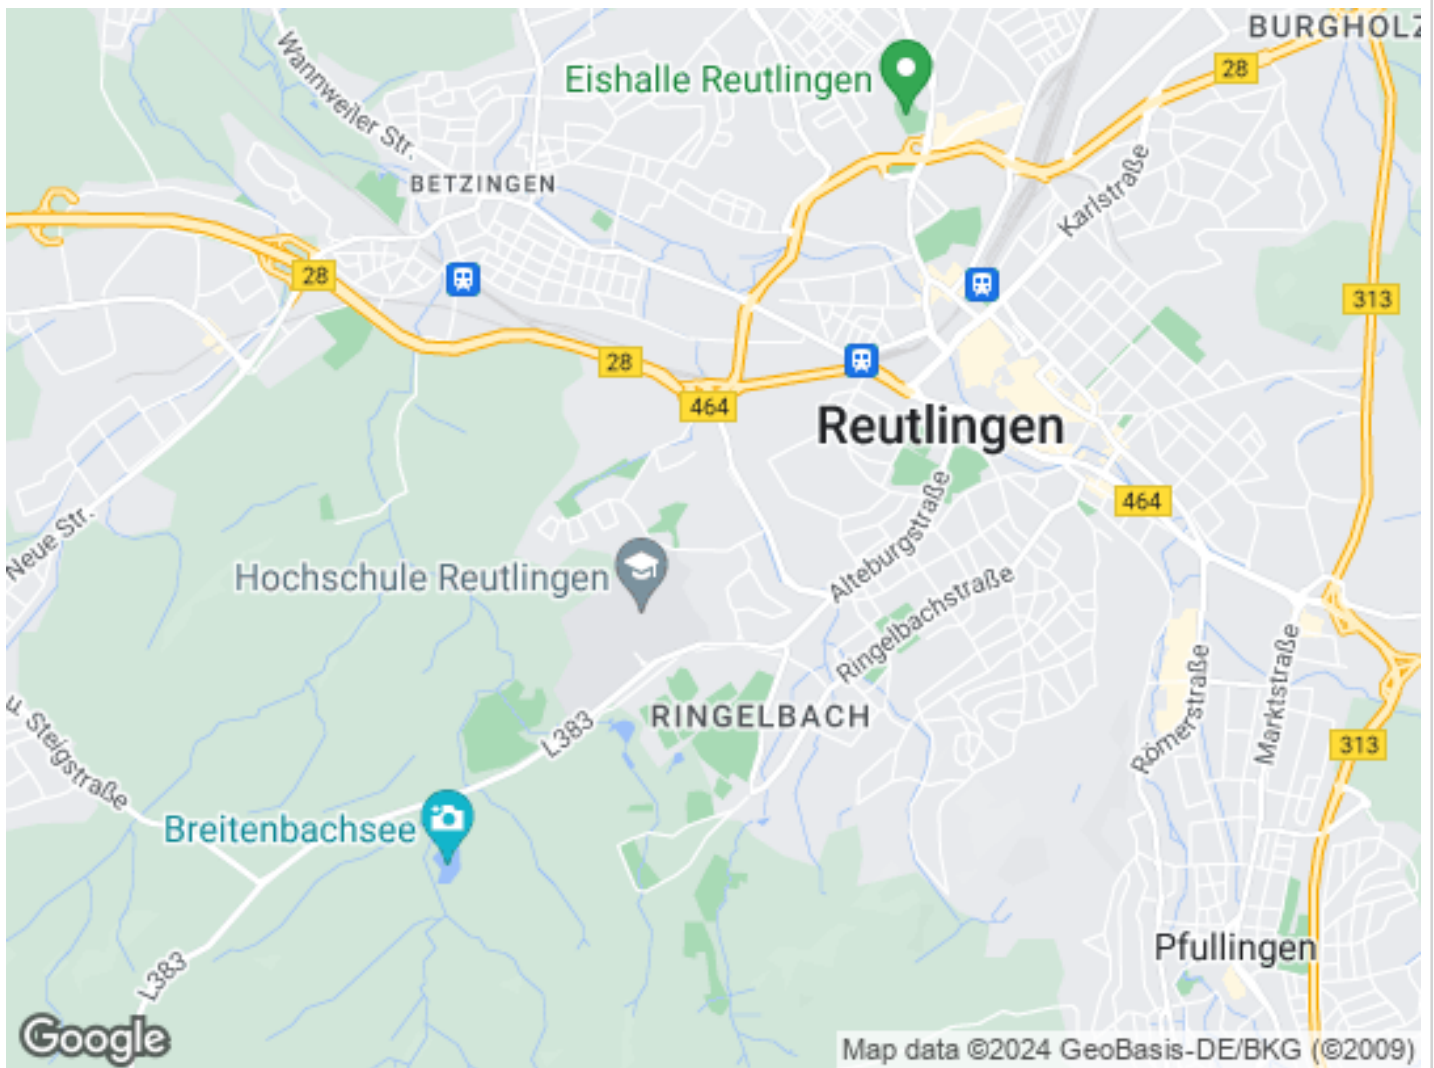 BURGHOLZ
Eishalle Reutlingen
28
Wannweiler Str.
BETZINGEN
Karlstraße
28
313
28
464
Reutlingen
464
Neue Str.
Alteburgstraße
Hochschule Reutlingen
Ringelbachstraße
Marktstraße
Römerstraße
u. Steigstraße
RINGELBACH
L383
313
Breitenbachsee
Pfullingen
L383
Google
Map data ©2024 GeoBasis-DE/BKG (©2009)